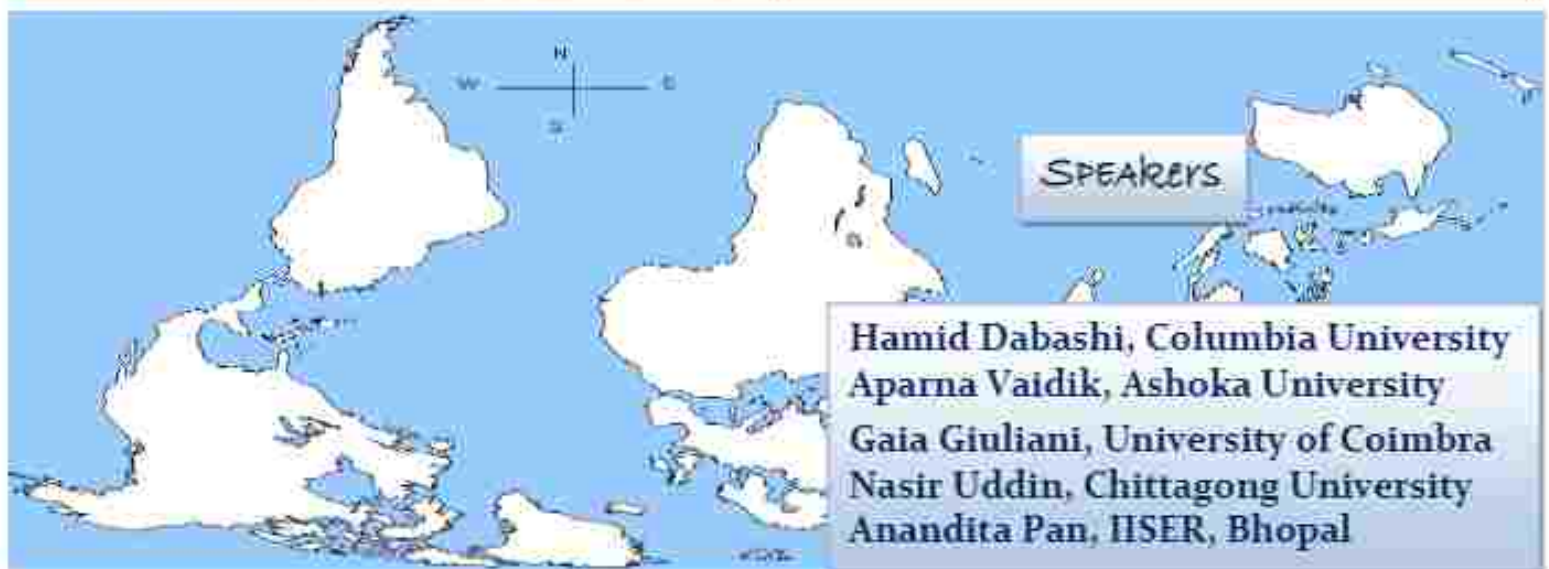 N
W E
S
SPEAKERS
Hamid Dabashi, Columbia University
Aparna Vaidik, Ashoka University
Gaia Giuliani, University of Coimbra
Nasir Uddin, Chittagong University
Anandita Pan, IISER, Bhopal